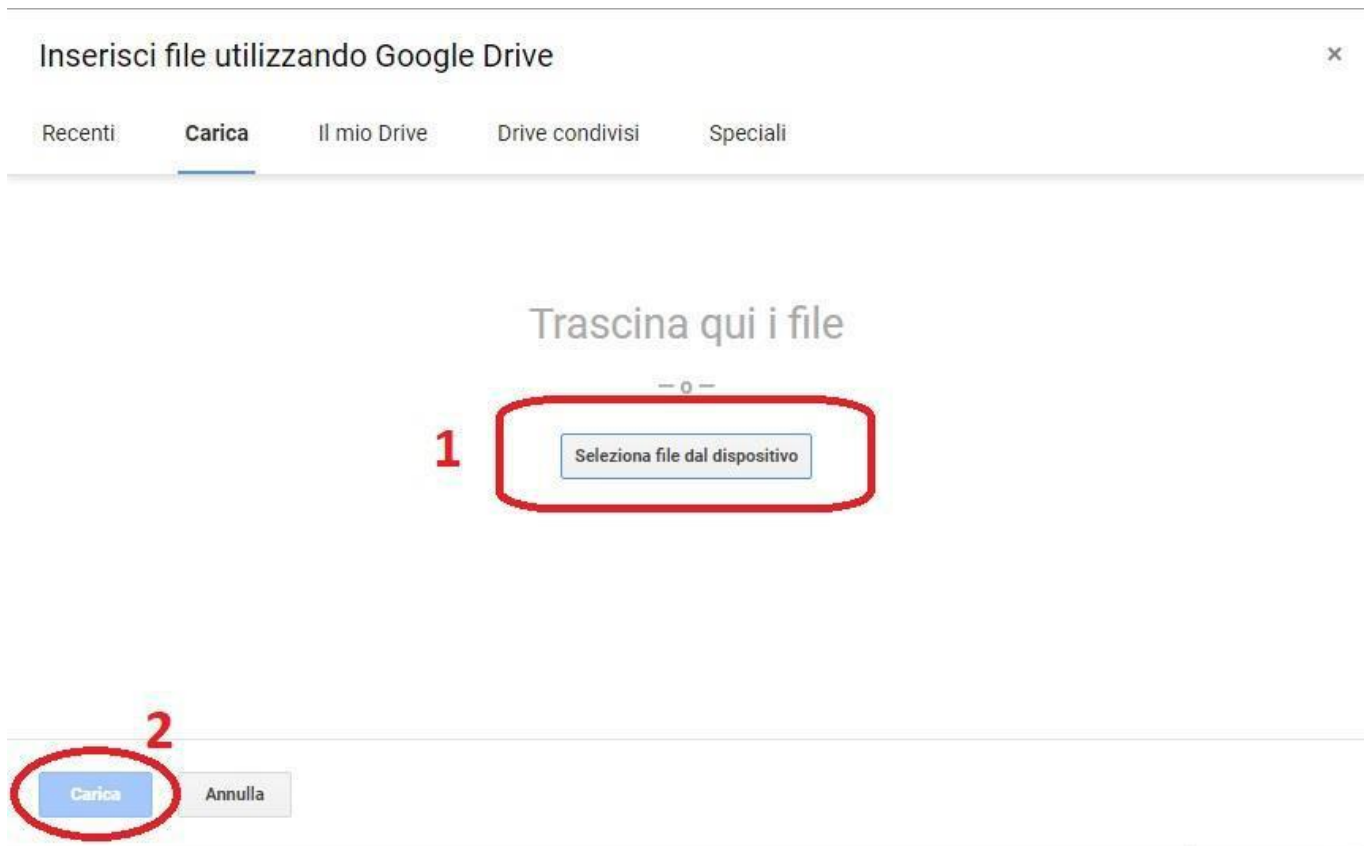 Inserisci file utilizzando Google Drive ×
Recenti Carica Il mio Drive Drive condivisi Speciali
Trascina qui i file
— o —
1 Seleziona file dal dispositivo
2
Carica Annulla